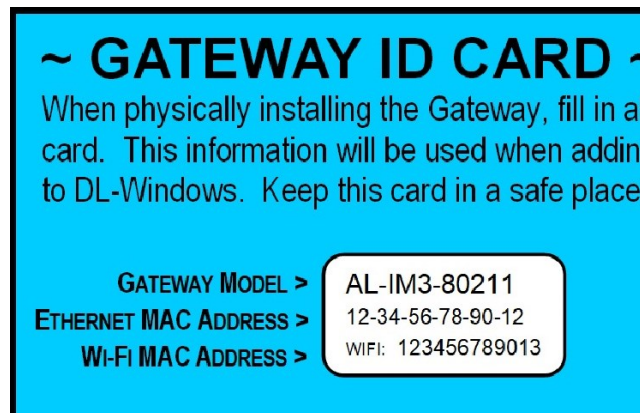 ~ GATEWAY ID CARD ~
When physically installing the Gateway, fill in a
card. This information will be used when addin
to DL-Windows. Keep this card in a safe place
GATEWAY MODEL > AL-IM3-80211
ETHERNET MAC ADDRESS > 12-34-56-78-90-12
WI-FI MAC ADDRESS > WIFI: 123456789013